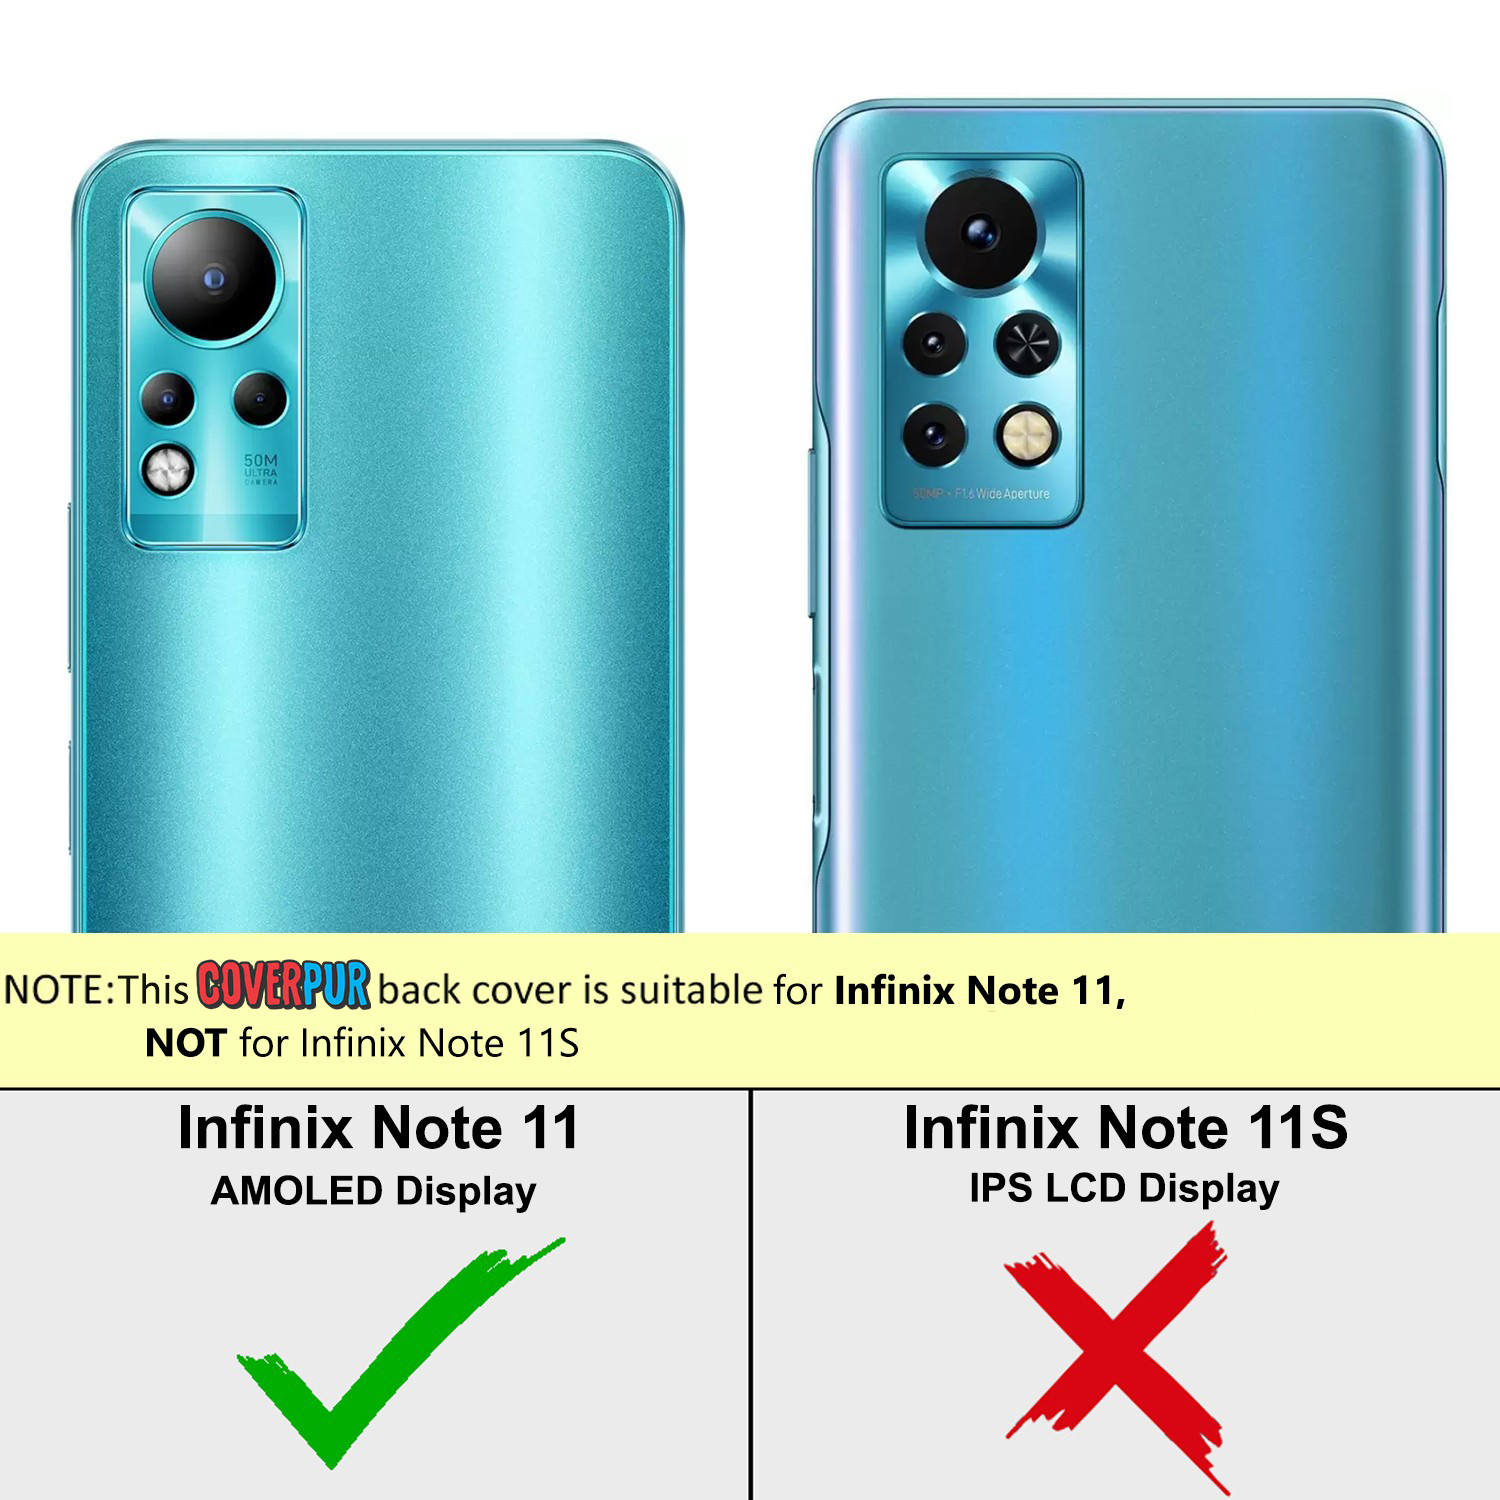 50M
ULTRA
CAMERA
50MP - F1.6 Wide Aperture
NOTE: This COVERPUR back cover is suitable for Infinix Note 11,
NOT for Infinix Note 11S
Infinix Note 11
AMOLED Display
Infinix Note 11S
IPS LCD Display